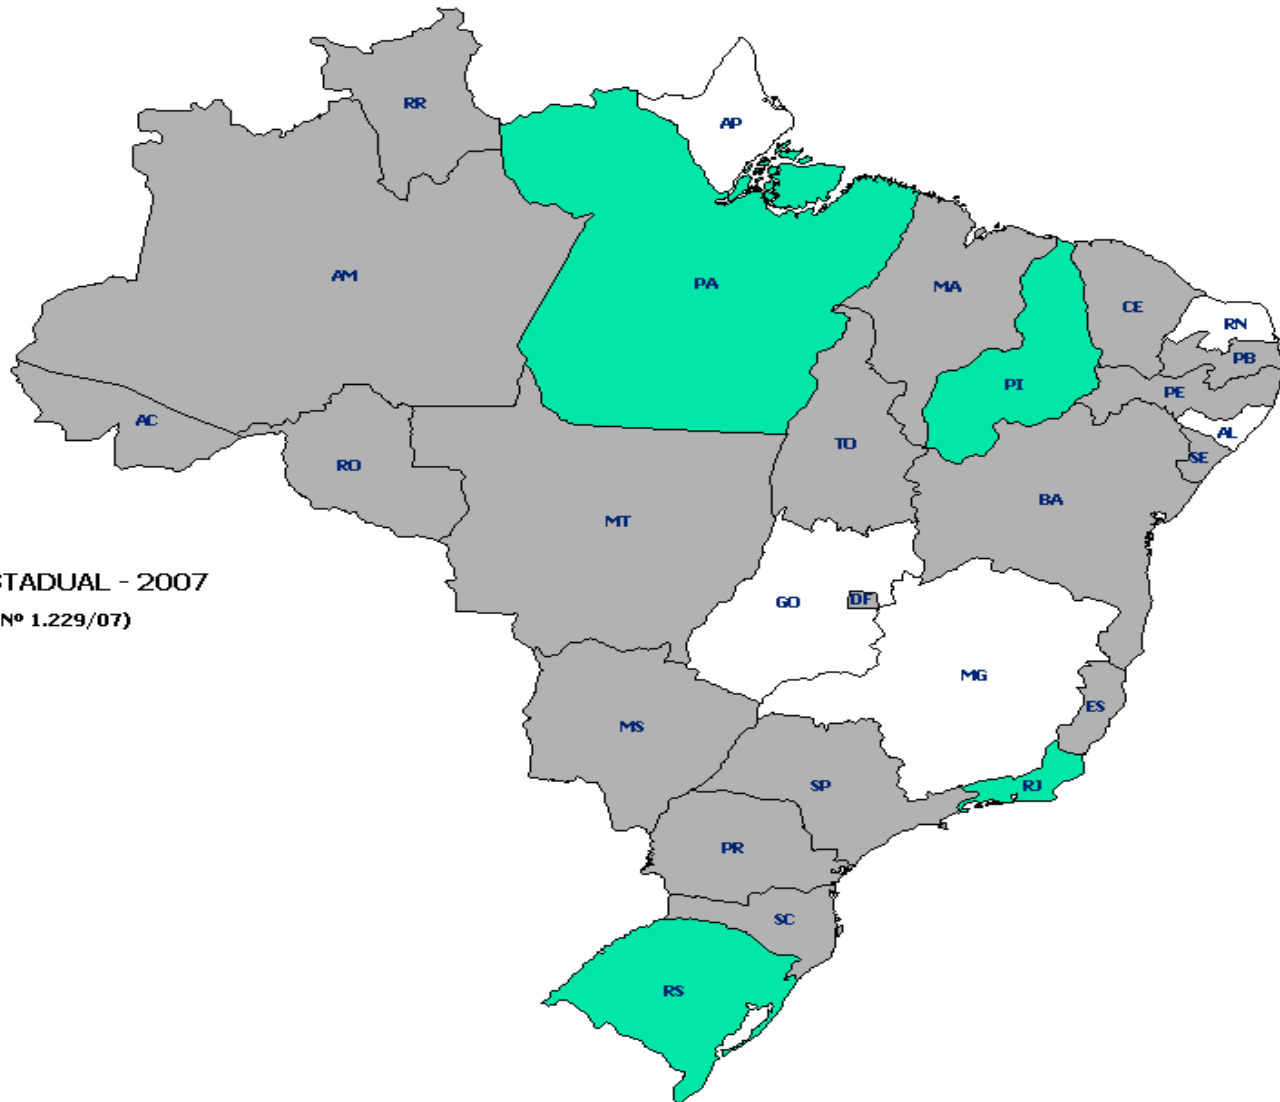 RR
AP
AM
PA
MA
CE
RN
PB
PI
PE
AC
AL
TO
SE
RO
BA
MT
STADUAL - 2007
GO
DF
Nº 1.229/07)
MG
ES
MS
SP
RJ
PR
SC
RS